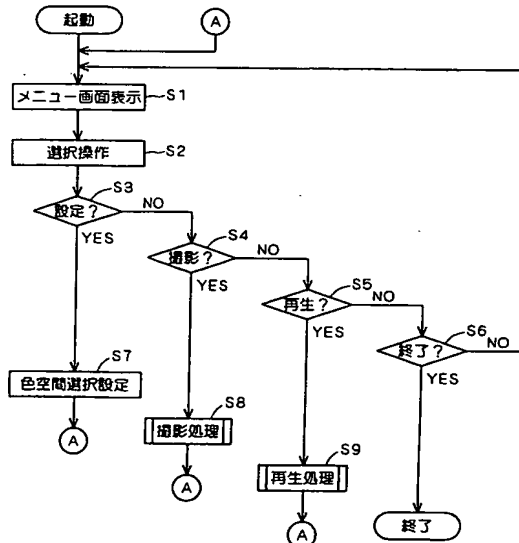 起動
A
メニュー画面表示
S1
選択操作
S2
S3
設定?
NO
YES
S4
撮影?
NO
YES
S5
再生?
NO
YES
S6
終了?
NO
YES
S7
色空間選択設定
A
S8
撮影処理
A
S9
再生処理
A
終了